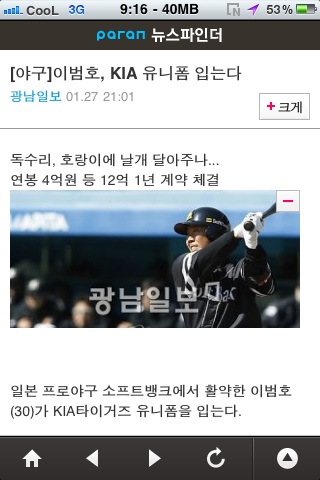 CooL 3G 9:16 - 40MB 53%
paran 뉴스파인더
[야구]이범호, KIA 유니폼 입는다
광남일보 01.27 21:01
+ 크게
독수리, 호랑이에 날개 달아주나...
연봉 4억원 등 12억 1년 계약 체결
광남일보
일본 프로야구 소프트뱅크에서 활약한 이범호
(30)가 KIA타이거즈 유니폼을 입는다.